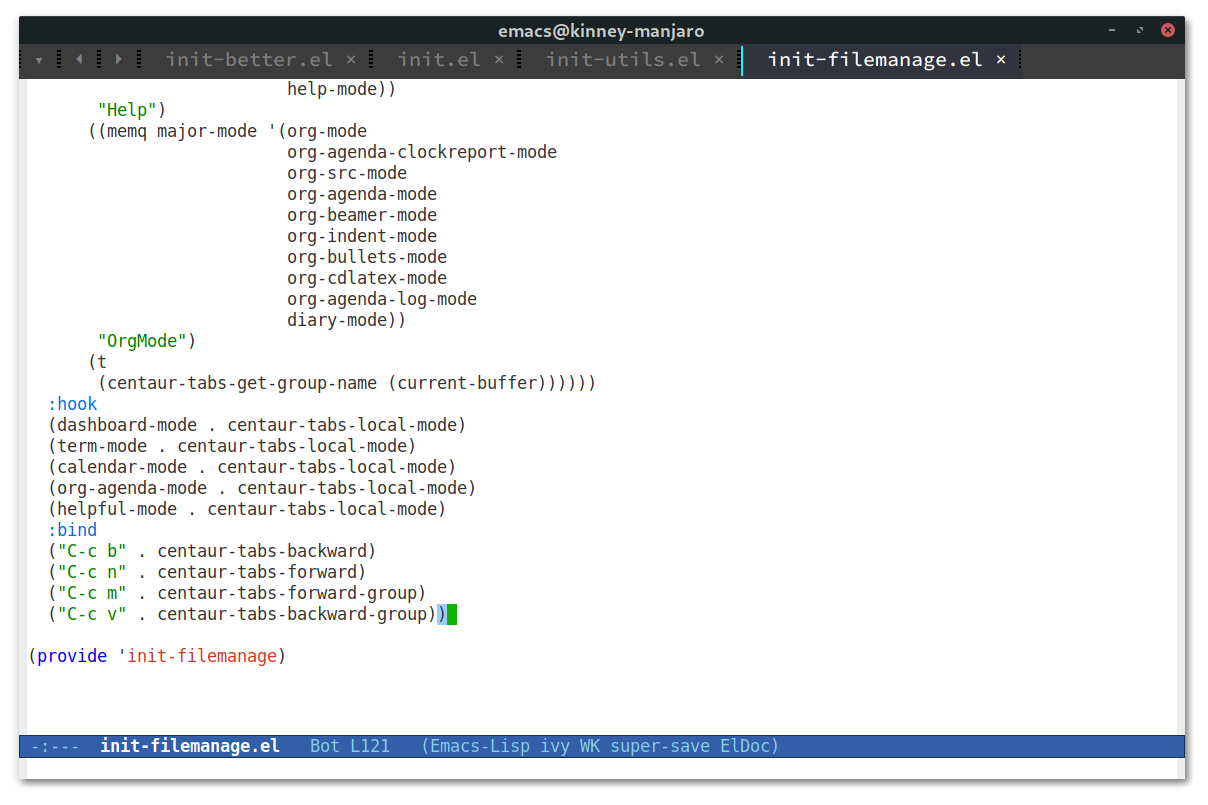 emacs@kinney-manjaro
init-better.el × init.el × init-utils.el × init-filemanage.el ×
                          help-mode))
       "Help")
      ((memq major-mode '(org-mode
                          org-agenda-clockreport-mode
                          org-src-mode
                          org-agenda-mode
                          org-beamer-mode
                          org-indent-mode
                          org-bullets-mode
                          org-cdlatex-mode
                          org-agenda-log-mode
                          diary-mode))
       "OrgMode")
      (t
       (centaur-tabs-get-group-name (current-buffer))))))
  :hook
  (dashboard-mode . centaur-tabs-local-mode)
  (term-mode . centaur-tabs-local-mode)
  (calendar-mode . centaur-tabs-local-mode)
  (org-agenda-mode . centaur-tabs-local-mode)
  (helpful-mode . centaur-tabs-local-mode)
  :bind
  ("C-c b" . centaur-tabs-backward)
  ("C-c n" . centaur-tabs-forward)
  ("C-c m" . centaur-tabs-forward-group)
  ("C-c v" . centaur-tabs-backward-group))
(provide 'init-filemanage)
-:--- init-filemanage.el Bot L121 (Emacs-Lisp ivy WK super-save ElDoc)